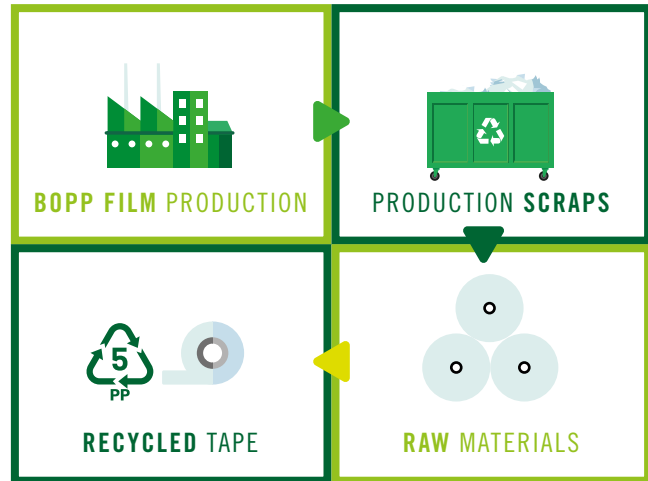 BOPP FILM PRODUCTION
PRODUCTION SCRAPS
5
PP
RECYCLED TAPE
RAW MATERIALS